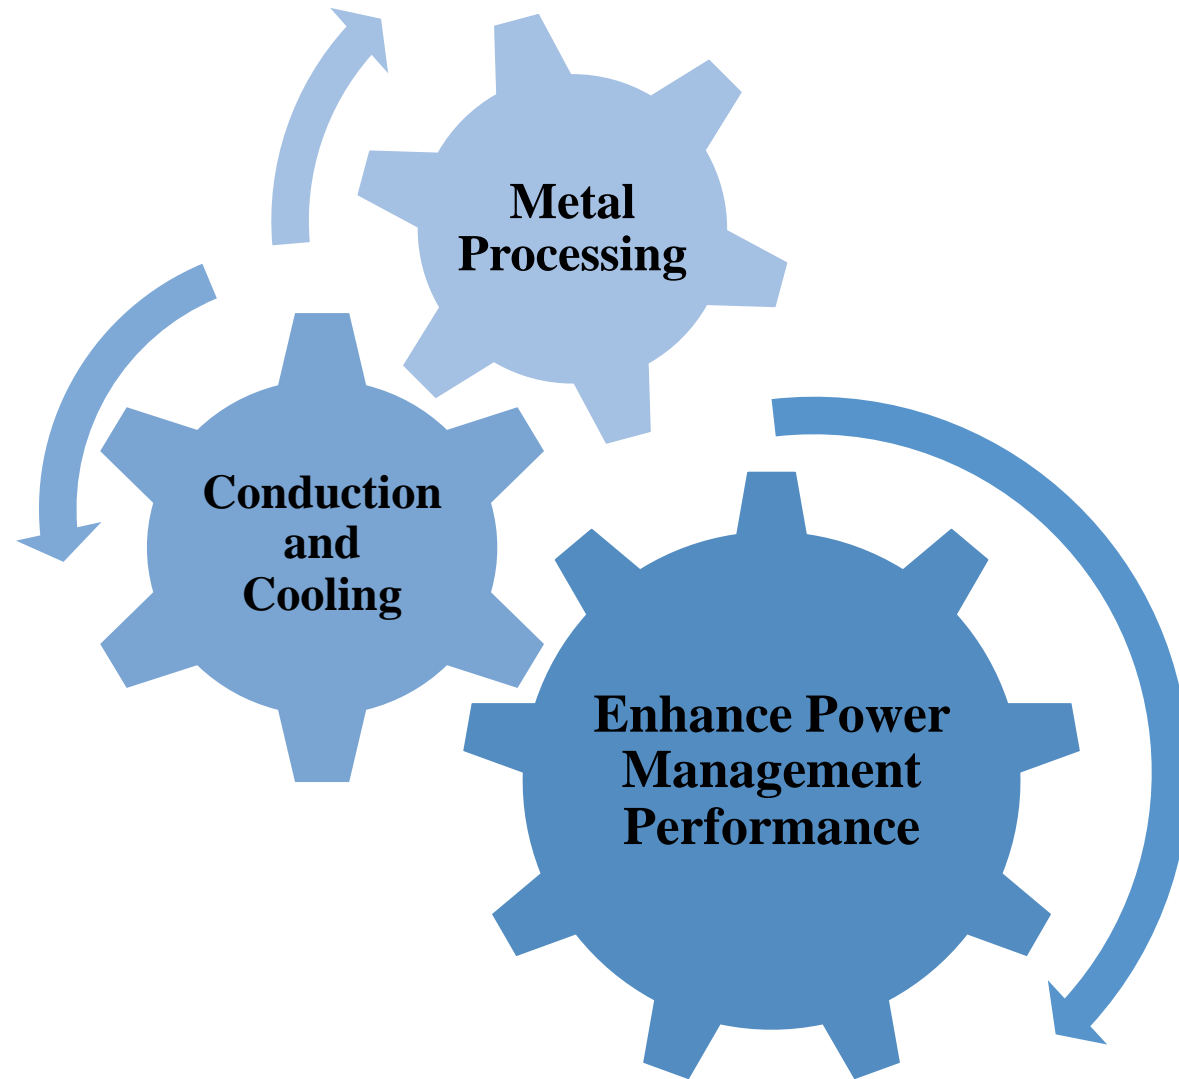 Metal
Processing
Conduction
and
Cooling
Enhance Power
Management
Performance